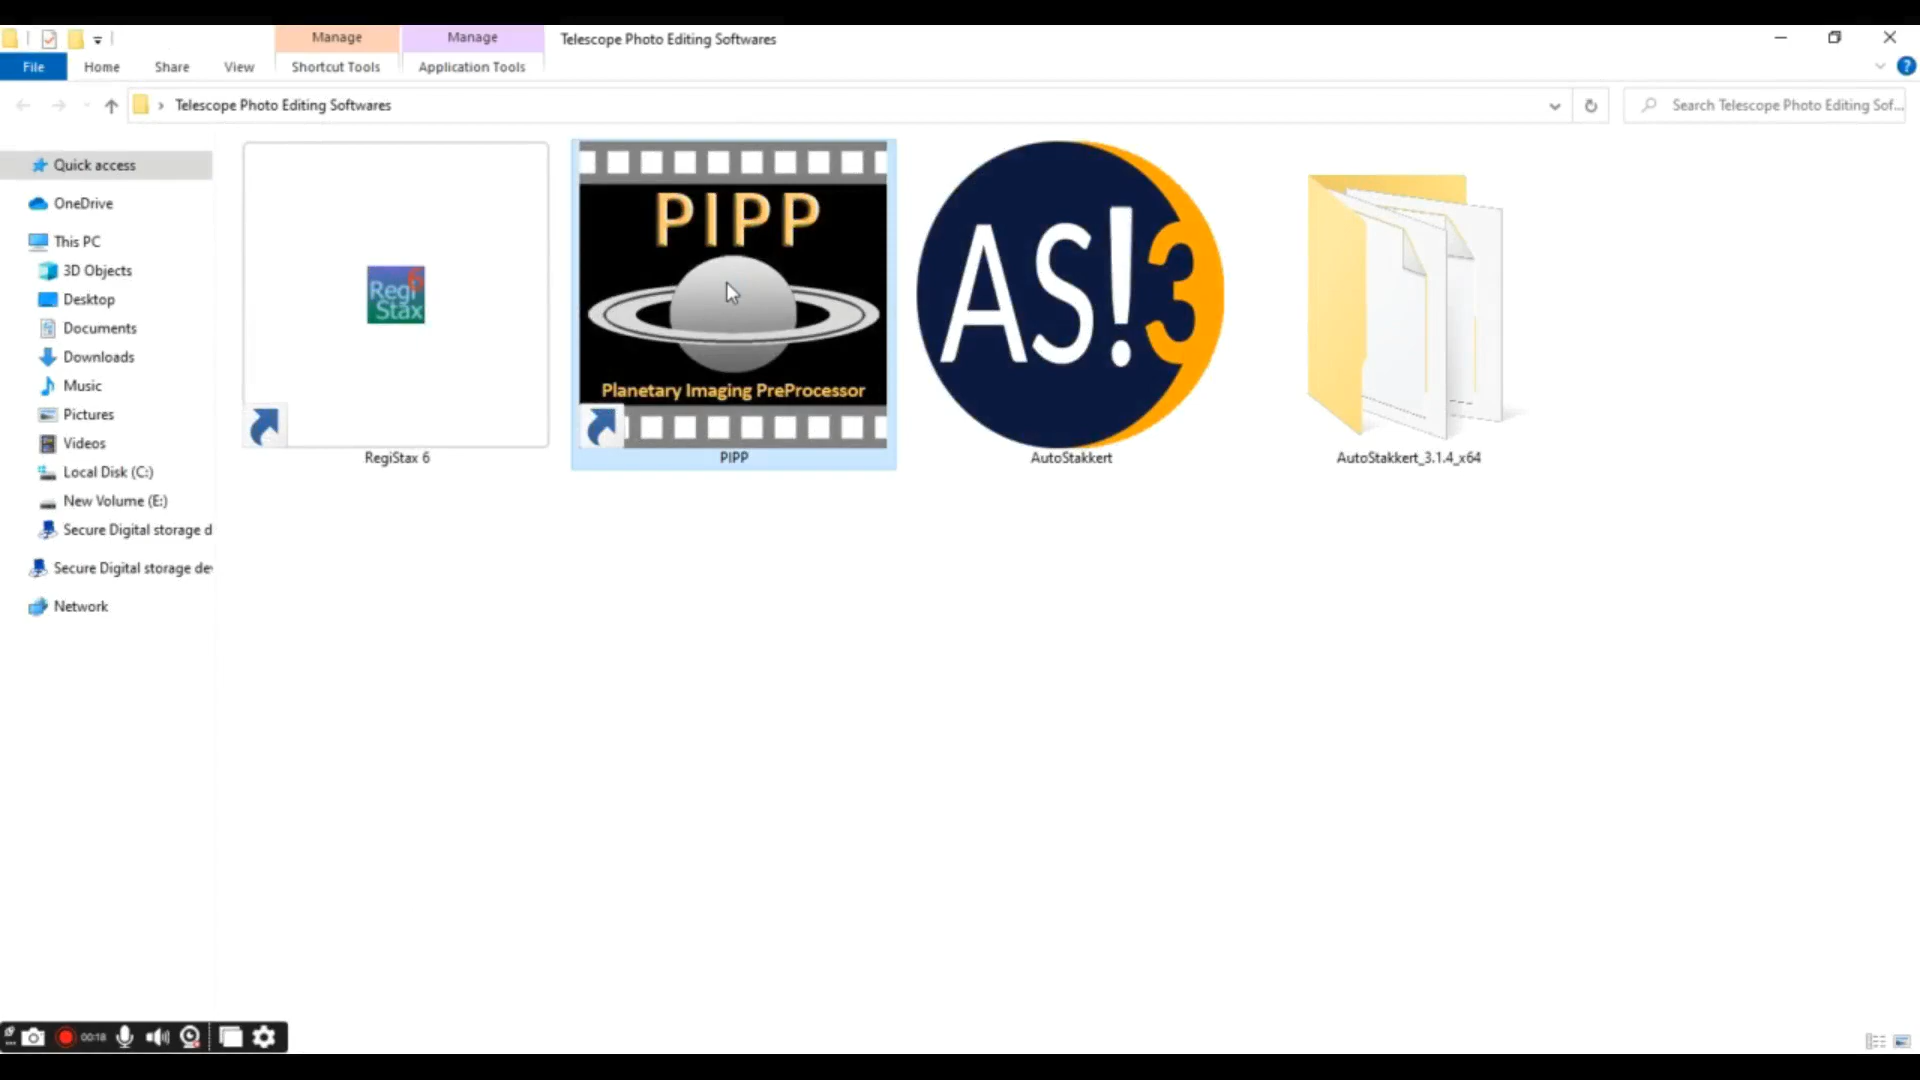 Manage
Manage
Telescope Photo Editing Softwares
File
Home
Share
View
Shortcut Tools
Application Tools
?
Telescope Photo Editing Softwares
Search Telescope Photo Editing Sof...
Quick access
OneDrive
This PC
3D Objects
Desktop
Documents
Downloads
Music
Pictures
Videos
Local Disk (C:)
New Volume (E:)
Secure Digital storage d
Secure Digital storage de
Network
Regi
Stax
6
RegiStax 6
PIPP
Planetary Imaging PreProcessor
PIPP
AS!3
AutoStakkert
AutoStakkert_3.1.4_x64
00:18